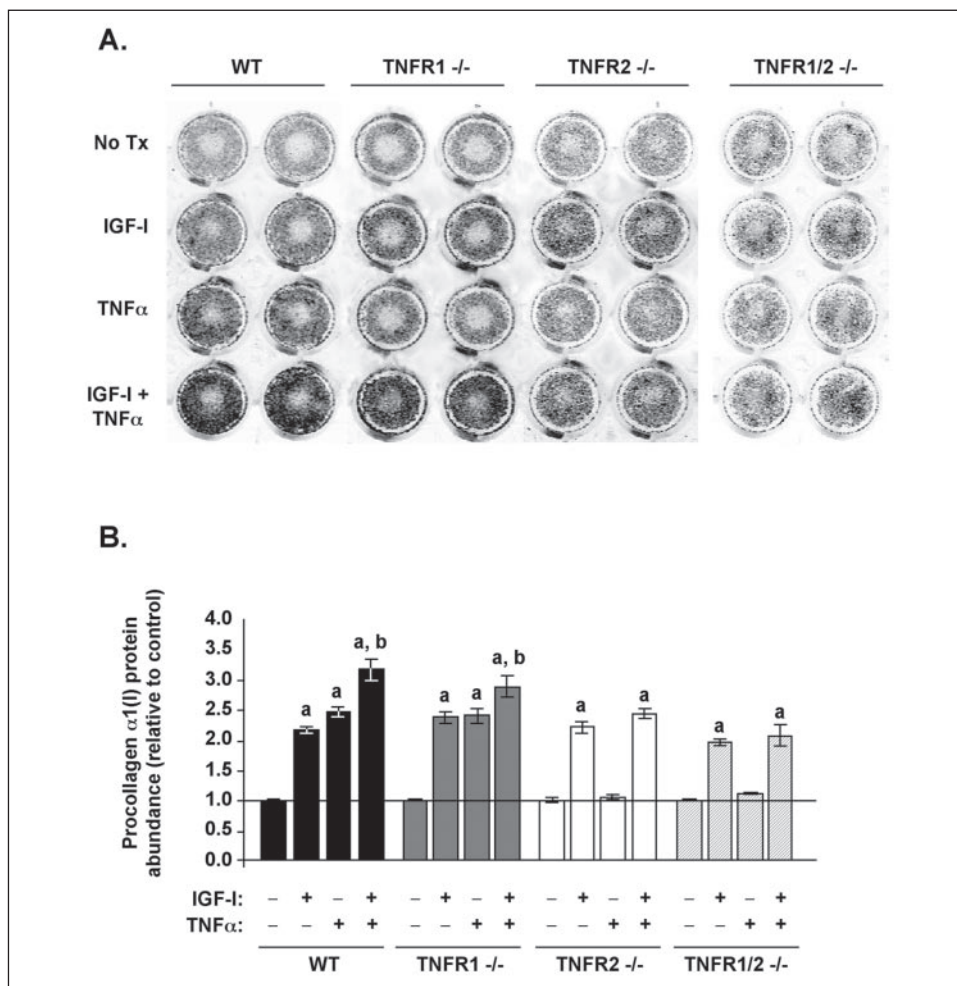 A.
WT TNFR1 -/- TNFR2 -/- TNFR1/2 -/-
No Tx
IGF-I
TNFα
IGF-I +
TNFα
B.
Procollagen α1(I) protein
abundance (relative to control)
4.0
3.5
3.0
2.5
2.0
1.0
0.5
0.0
a a a, b a a a, b a a a a
IGF-I: – + – + – + – + – + – + – + – +
TNFα: – – + + – – + + – – + + – – + +
WT TNFR1 -/- TNFR2 -/- TNFR1/2 -/-